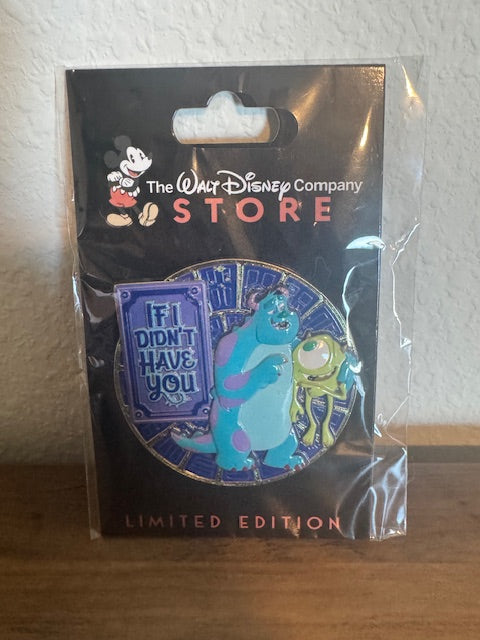 The Walt Disney Company
STORE
IF I
DIDN'T
HAVE
YOU
LIMITED EDITION